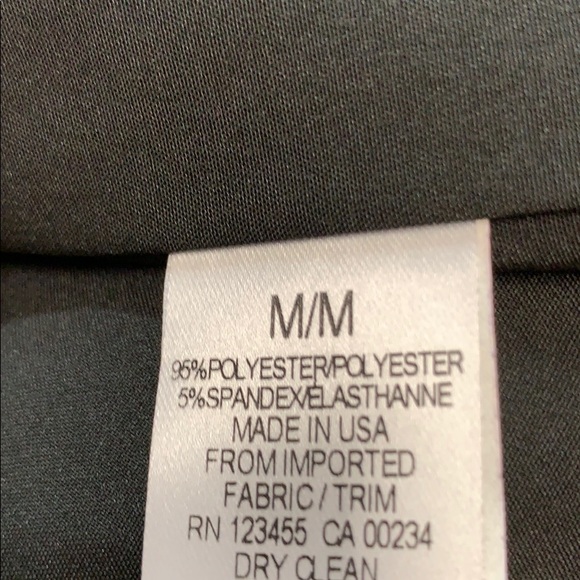 M/M
95%POLYESTER/POLYESTER
5%SPANDEX/ELASTHANNE
MADE IN USA
FROM IMPORTED
FABRIC / TRIM
RN 123455 CA 00234
DRY CLEAN